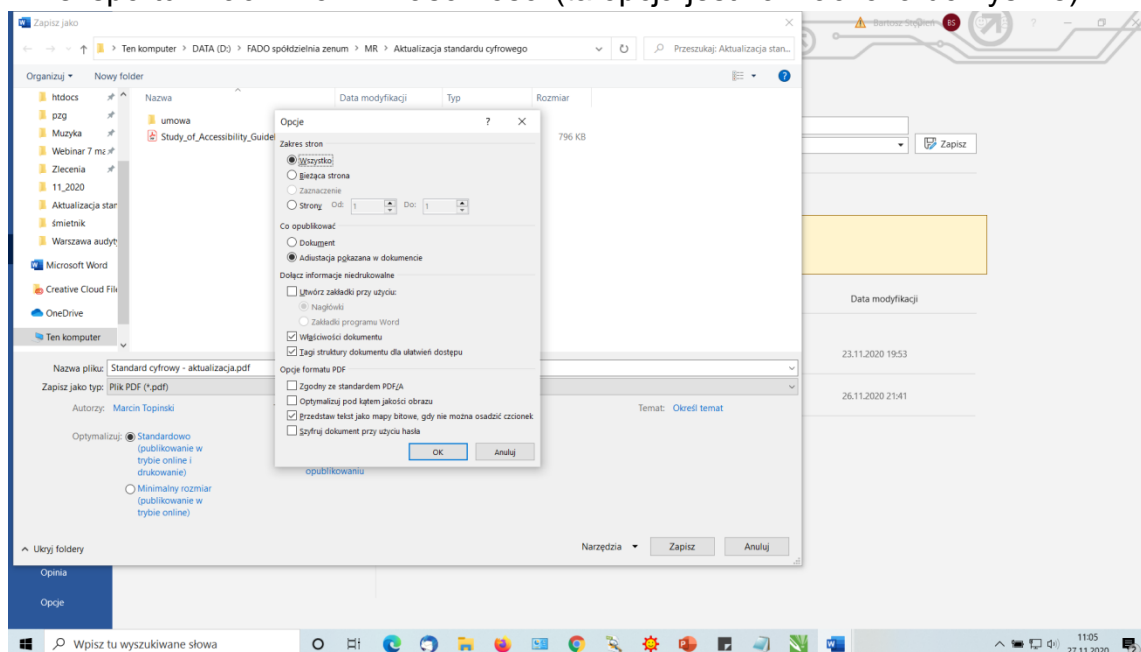 Zapisz jako
Bartosz Stępień BS
Ten komputer > DATA (D:) > FADO spółdzielnia zenum > MR > Aktualizacja standardu cyfrowego
Przeszukaj: Aktualizacja stan...
Organizuj
Nowy folder
htdocs
pzg
Muzyka
Webinar 7 ma
Zlecenia
11_2020
Aktualizacja stan
śmietnik
Warszawa audyt
Microsoft Word
Creative Cloud File
OneDrive
Ten komputer
Nazwa
Data modyfikacji
Typ
Rozmiar
umowa
Study_of_Accessibility_Guidel
796 KB
Opcje
Zakres stron
Wszystko
Bieżąca strona
Zaznaczenie
Strony Od: 1 Do: 1
Co opublikować
Dokument
Adiustacja pokazana w dokumencie
Dołącz informacje niedrukowalne
Utwórz zakładki przy użyciu:
Nagłówki
Zakładki programu Word
Właściwości dokumentu
Tagi struktury dokumentu dla ułatwień dostępu
Opcje formatu PDF
Zgodny ze standardem PDF/A
Optymalizuj pod kątem jakości obrazu
Przedstaw tekst jako mapy bitowe, gdy nie można osadzić czcionek
Szyfruj dokument przy użyciu hasła
OK
Anuluj
Zapisz
Data modyfikacji
23.11.2020 19:53
26.11.2020 21:41
Nazwa pliku: Standard cyfrowy - aktualizacja.pdf
Zapisz jako typ: Plik PDF (*.pdf)
Autorzy: Marcin Topinski
Temat: Określ temat
Optymalizuj: Standardowo
(publikowanie w
trybie online i
drukowanie)
Minimalny rozmiar
(publikowanie w
trybie online)
opublikowaniu
Ukryj foldery
Narzędzia
Zapisz
Anuluj
Opinia
Opcje
Wpisz tu wyszukiwane słowa
11:05
27.11.2020